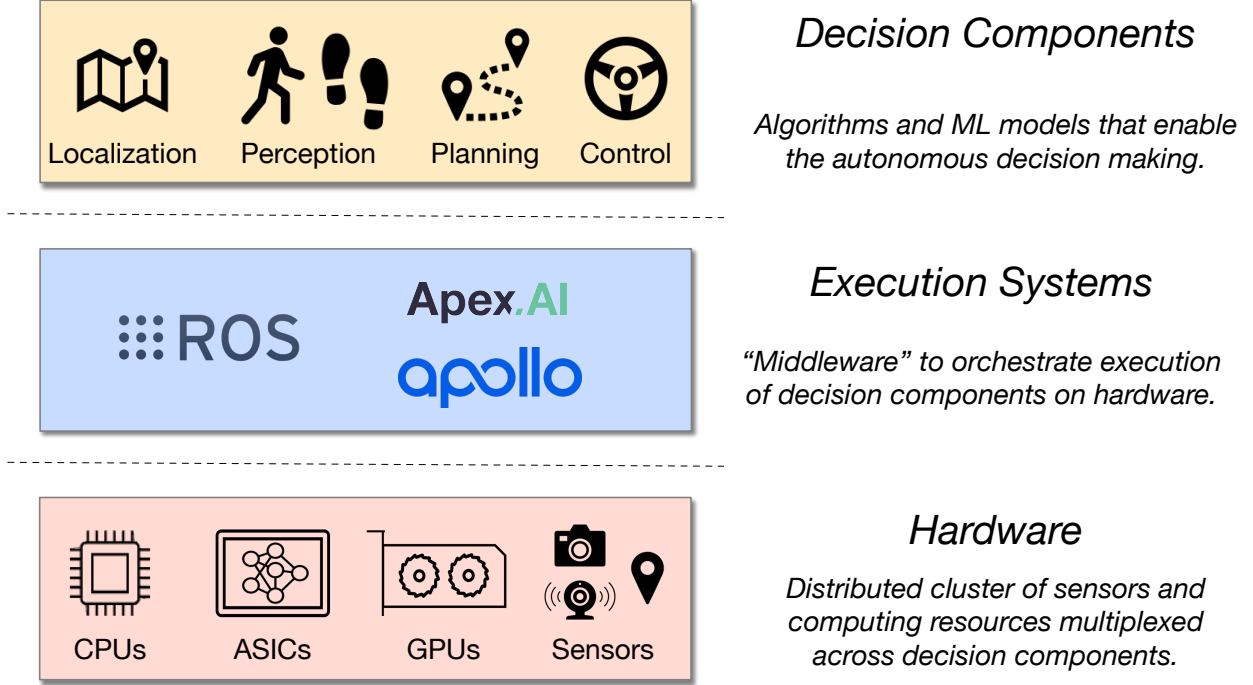 Decision Components
Localization Perception Planning Control
Algorithms and ML models that enable
the autonomous decision making.
Execution Systems
ROS
Apex.AI
apollo
“Middleware” to orchestrate execution
of decision components on hardware.
Hardware
CPUs ASICs GPUs Sensors
Distributed cluster of sensors and
computing resources multiplexed
across decision components.